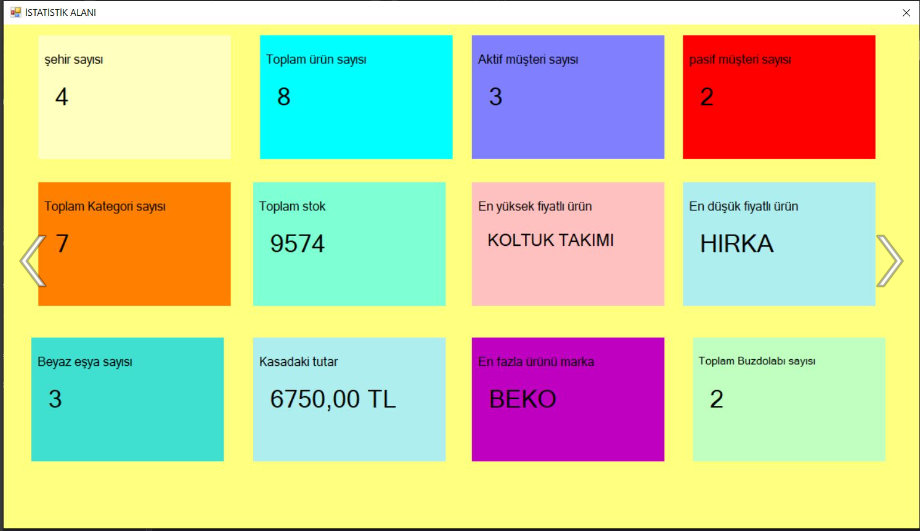 İSTATİSTİK ALANI
şehir sayısı
4
Toplam ürün sayısı
8
Aktif müşteri sayısı
3
pasif müşteri sayısı
2
Toplam Kategori sayısı
7
Toplam stok
9574
En yüksek fiyatlı ürün
KOLTUK TAKIMI
En düşük fiyatlı ürün
HIRKA
Beyaz eşya sayısı
3
Kasadaki tutar
6750,00 TL
En fazla ürünü marka
BEKO
Toplam Buzdolabı sayısı
2